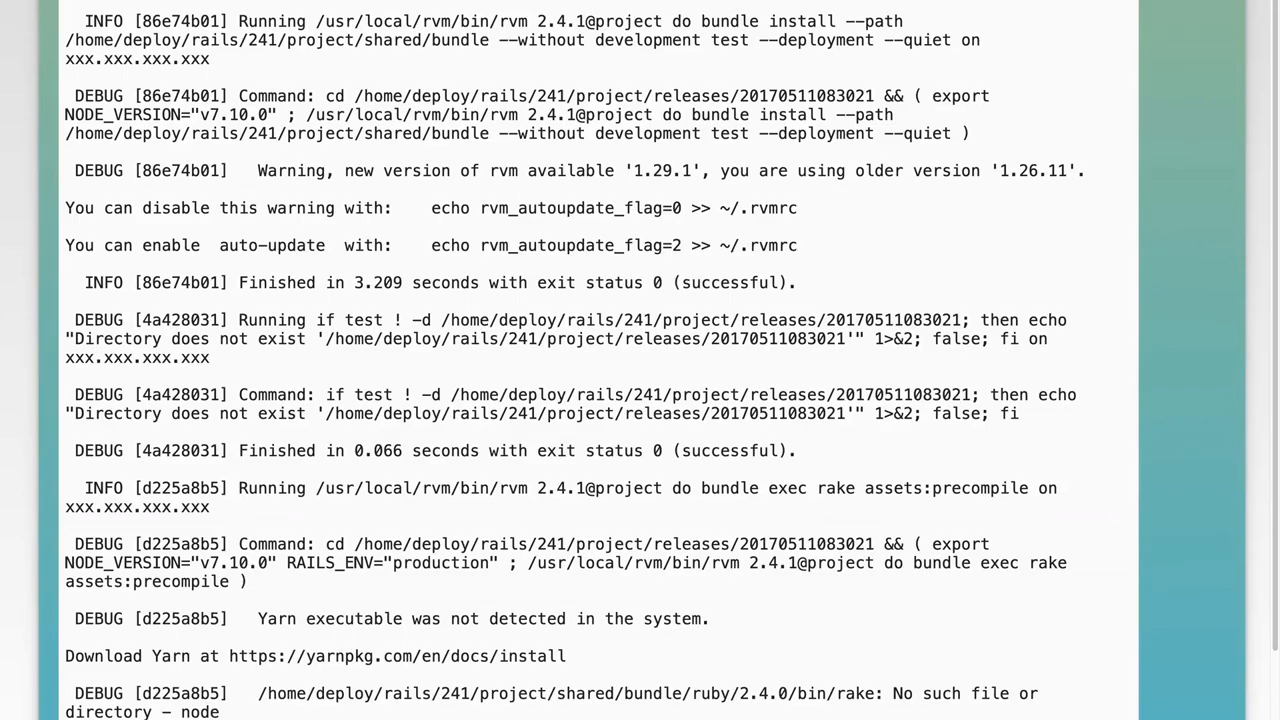 INFO [86e74b01] Running /usr/local/rvm/bin/rvm 2.4.1@project do bundle install --path
/home/deploy/rails/241/project/shared/bundle --without development test --deployment --quiet on
xxx.xxx.xxx.xxx
DEBUG [86e74b01] Command: cd /home/deploy/rails/241/project/releases/20170511083021 && ( export
NODE_VERSION="v7.10.0" ; /usr/local/rvm/bin/rvm 2.4.1@project do bundle install --path
/home/deploy/rails/241/project/shared/bundle --without development test --deployment --quiet )
DEBUG [86e74b01]   Warning, new version of rvm available '1.29.1', you are using older version '1.26.11'.
You can disable this warning with:    echo rvm_autoupdate_flag=0 >> ~/.rvmrc
You can enable  auto-update  with:    echo rvm_autoupdate_flag=2 >> ~/.rvmrc
INFO [86e74b01] Finished in 3.209 seconds with exit status 0 (successful).
DEBUG [4a428031] Running if test ! -d /home/deploy/rails/241/project/releases/20170511083021; then echo
"Directory does not exist '/home/deploy/rails/241/project/releases/20170511083021'" 1>&2; false; fi on
xxx.xxx.xxx.xxx
DEBUG [4a428031] Command: if test ! -d /home/deploy/rails/241/project/releases/20170511083021; then echo
"Directory does not exist '/home/deploy/rails/241/project/releases/20170511083021'" 1>&2; false; fi
DEBUG [4a428031] Finished in 0.066 seconds with exit status 0 (successful).
INFO [d225a8b5] Running /usr/local/rvm/bin/rvm 2.4.1@project do bundle exec rake assets:precompile on
xxx.xxx.xxx.xxx
DEBUG [d225a8b5] Command: cd /home/deploy/rails/241/project/releases/20170511083021 && ( export
NODE_VERSION="v7.10.0" RAILS_ENV="production" ; /usr/local/rvm/bin/rvm 2.4.1@project do bundle exec rake
assets:precompile )
DEBUG [d225a8b5]   Yarn executable was not detected in the system.
Download Yarn at https://yarnpkg.com/en/docs/install
DEBUG [d225a8b5]   /home/deploy/rails/241/project/shared/bundle/ruby/2.4.0/bin/rake: No such file or
directory - node